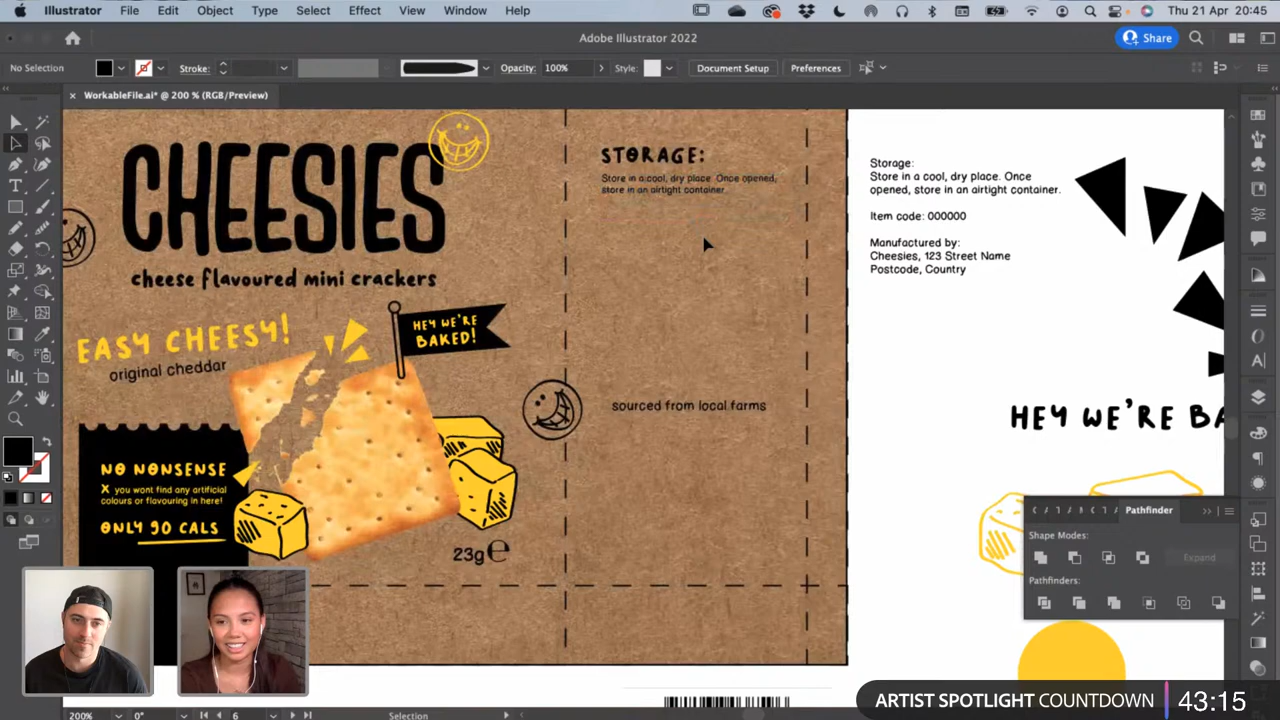 Illustrator File Edit Object Type Select Effect View Window Help
Thu 21 Apr 20:45
Adobe Illustrator 2022
Share
No Selection
Stroke:
Opacity: 100%
Style:
Document Setup
Preferences
WorkableFile.ai* @ 200 % (RGB/Preview)
CHEESIES
cheese flavoured mini crackers
EASY CHEESY!
original cheddar
HEY WE'RE
BAKED!
NO NONSENSE
X you wont find any artificial
colours or flavouring in here!
ONLY 90 CALS
23g℮
STORAGE:
Store in a cool, dry place. Once opened,
store in an airtight container.
sourced from local farms
Storage:
Store in a cool, dry place. Once
opened, store in an airtight container.
Item code: 000000
Manufactured by:
Cheesies, 123 Street Name
Postcode, Country
HEY WE'RE BA
Pathfinder
Shape Modes:
Expand
Pathfinders:
200%
0°
6
Selection
ARTIST SPOTLIGHT COUNTDOWN 43:15